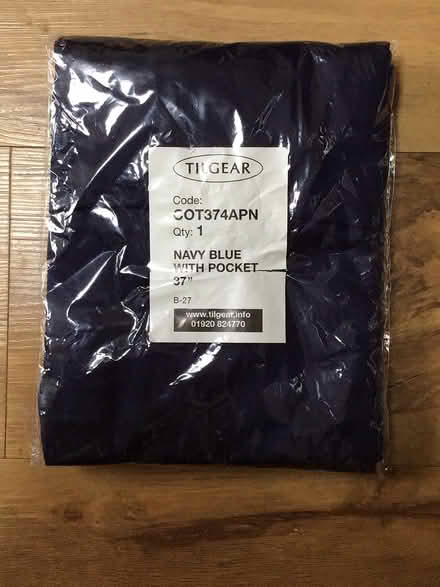 TILGEAR
Code:
COT374APN
Qty: 1
NAVY BLUE
WITH POCKET
37"
B-27
www.tilgear.info
01920 824770